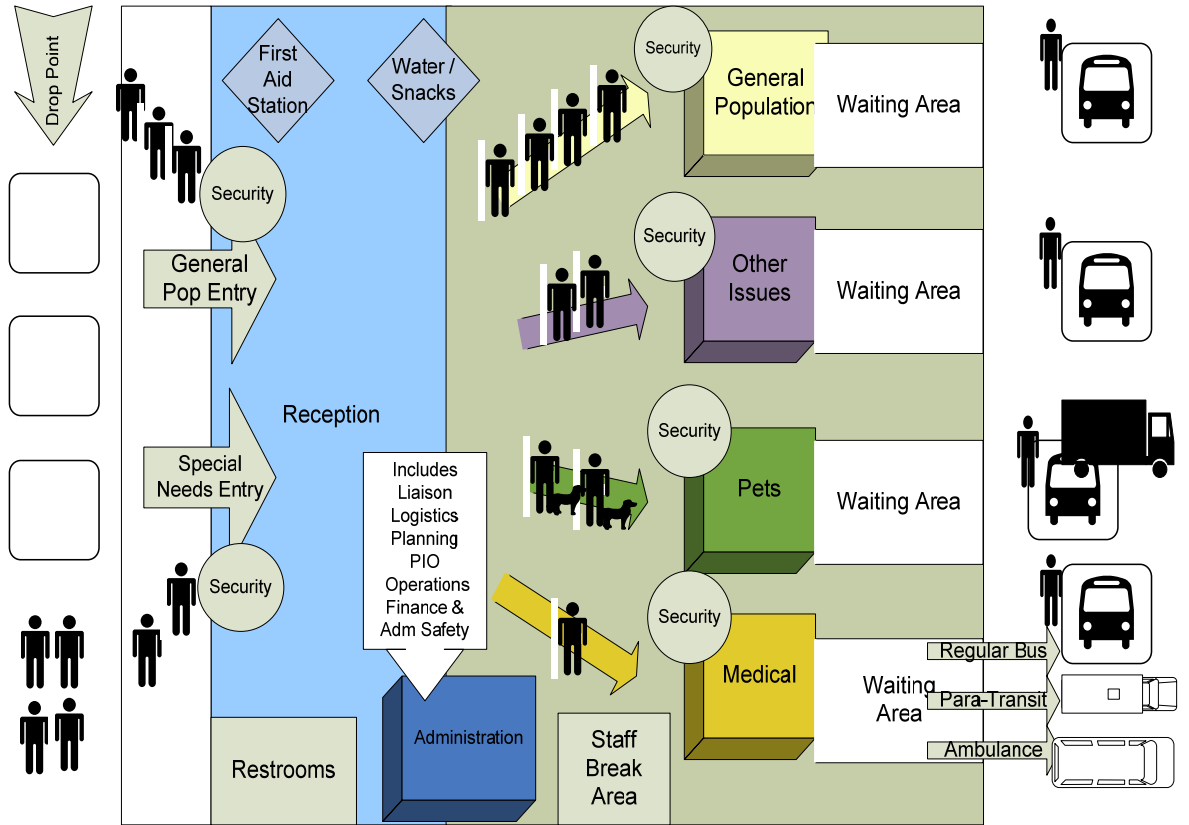 Drop Point
First
Aid
Station
Water /
Snacks
Security
General
Population
Waiting Area
Security
General
Pop Entry
Security
Other
Issues
Waiting Area
Reception
Special
Needs Entry
Security
Includes
Liaison
Logistics
Planning
PIO
Operations
Finance &
Adm Safety
Security
Pets
Waiting Area
Security
Medical
Waiting
Area
Regular Bus
Para-Transit
Ambulance
Restrooms
Administration
Staff
Break
Area